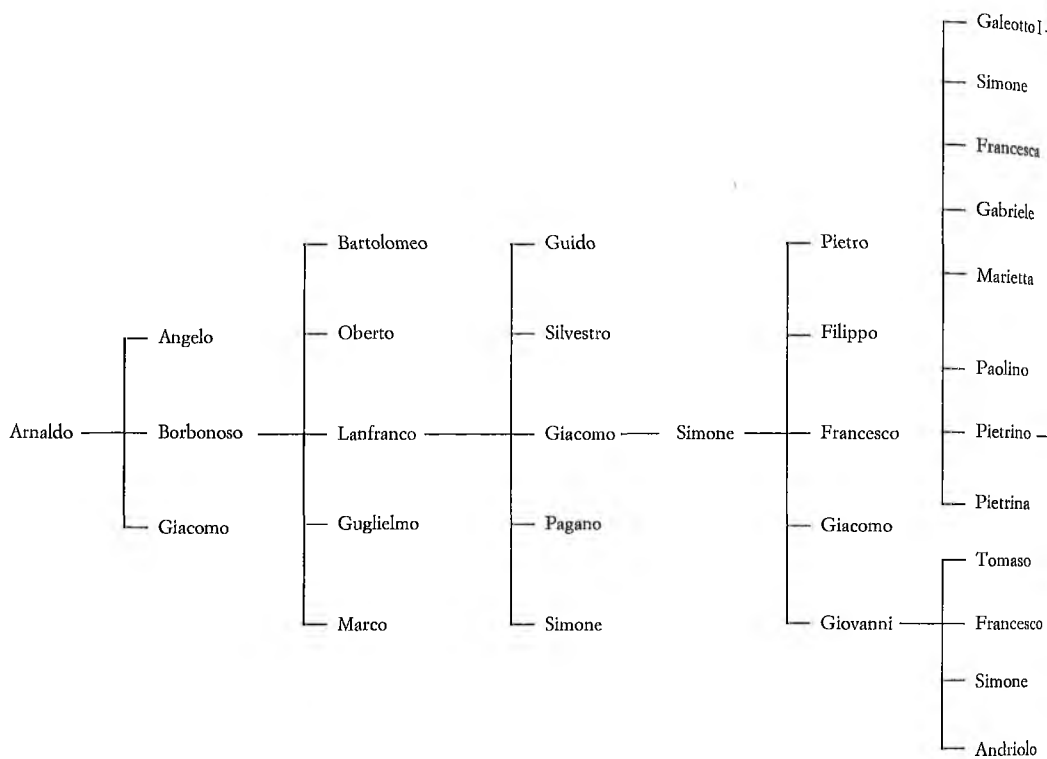 Galeotto I
Simone
Francesca
Gabriele
Bartolomeo Guido Pietro
Marietta
Angelo Oberto Silvestro Filippo
Paolino
Arnaldo Borbonoso Lanfranco Giacomo Simone Francesco Pietrino
Pietrina
Giacomo Guglielmo Pagano Giacomo
Tomaso
Marco Simone Giovanni Francesco
Simone
Andriolo